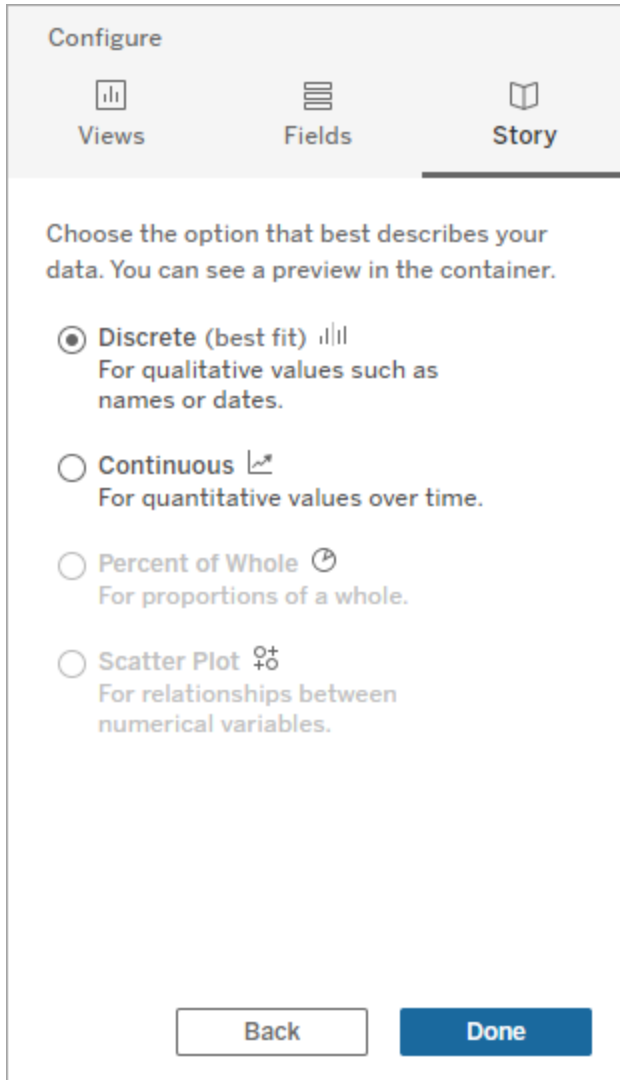 Configure
Views
Fields
Story
Choose the option that best describes your
data. You can see a preview in the container.
Discrete (best fit)
For qualitative values such as
names or dates.
Continuous
For quantitative values over time.
Percent of Whole
For proportions of a whole.
Scatter Plot
For relationships between
numerical variables.
Back
Done